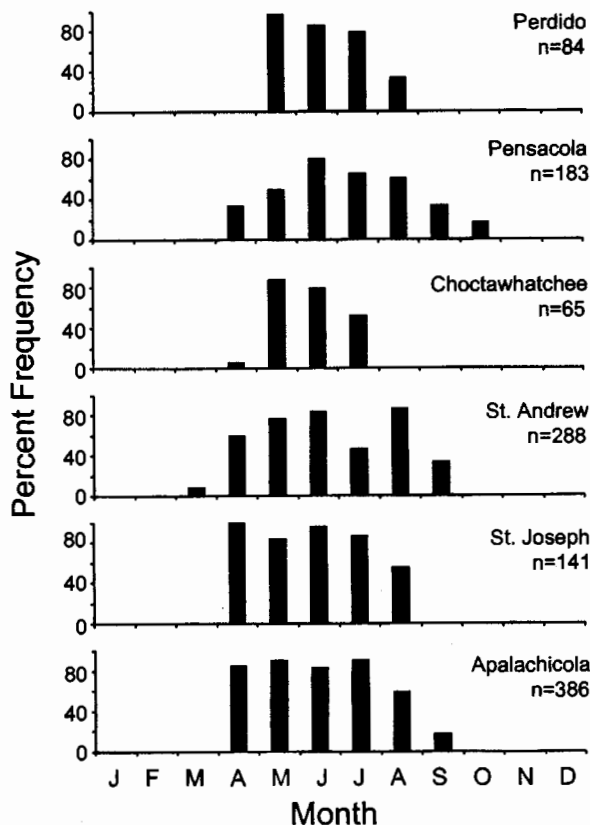 Percent Frequency
80
40
0
Perdido
n=84
80
40
0
Pensacola
n=183
80
40
0
Choctawhatchee
n=65
80
40
0
St. Andrew
n=288
80
40
0
St. Joseph
n=141
80
40
0
Apalachicola
n=386
J F M A M J J A S O N D
Month